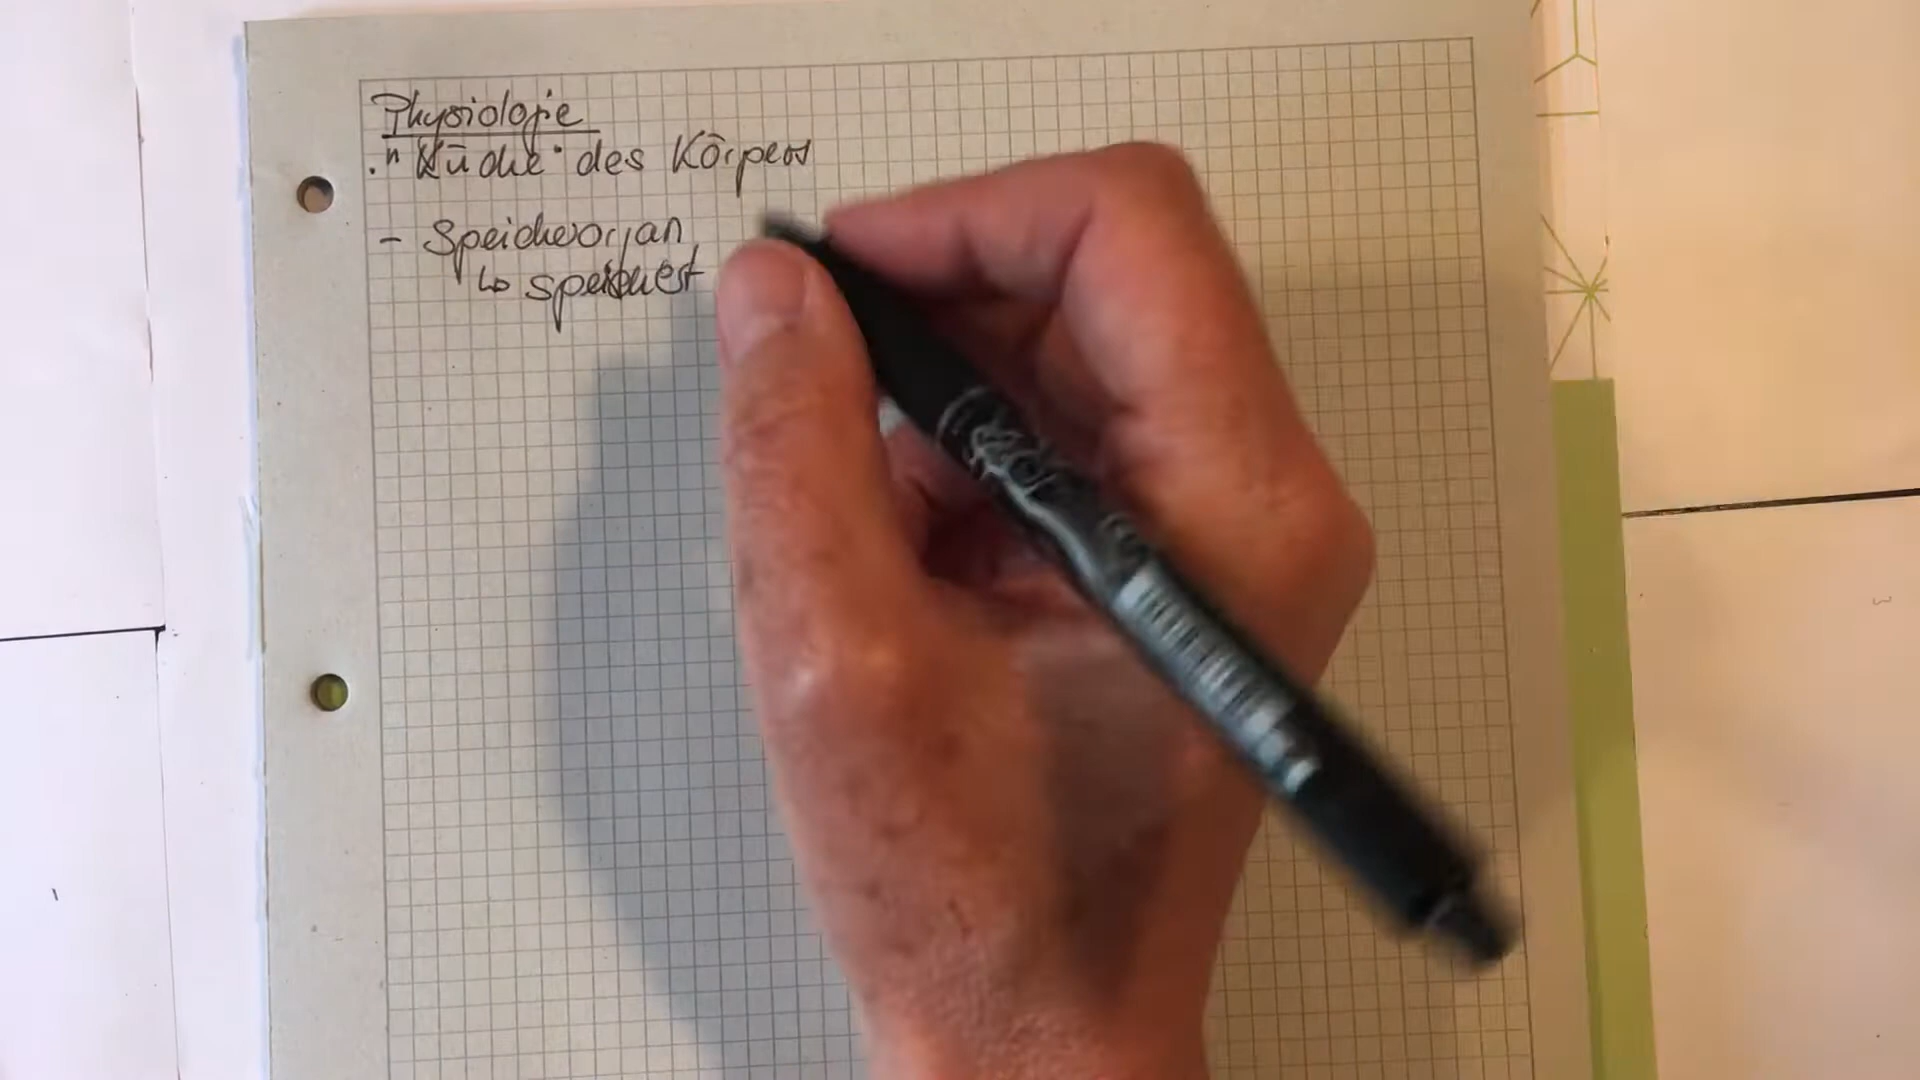 Physiologie
"Küche" des Körpers
- Speicherorgan
↳ speichert